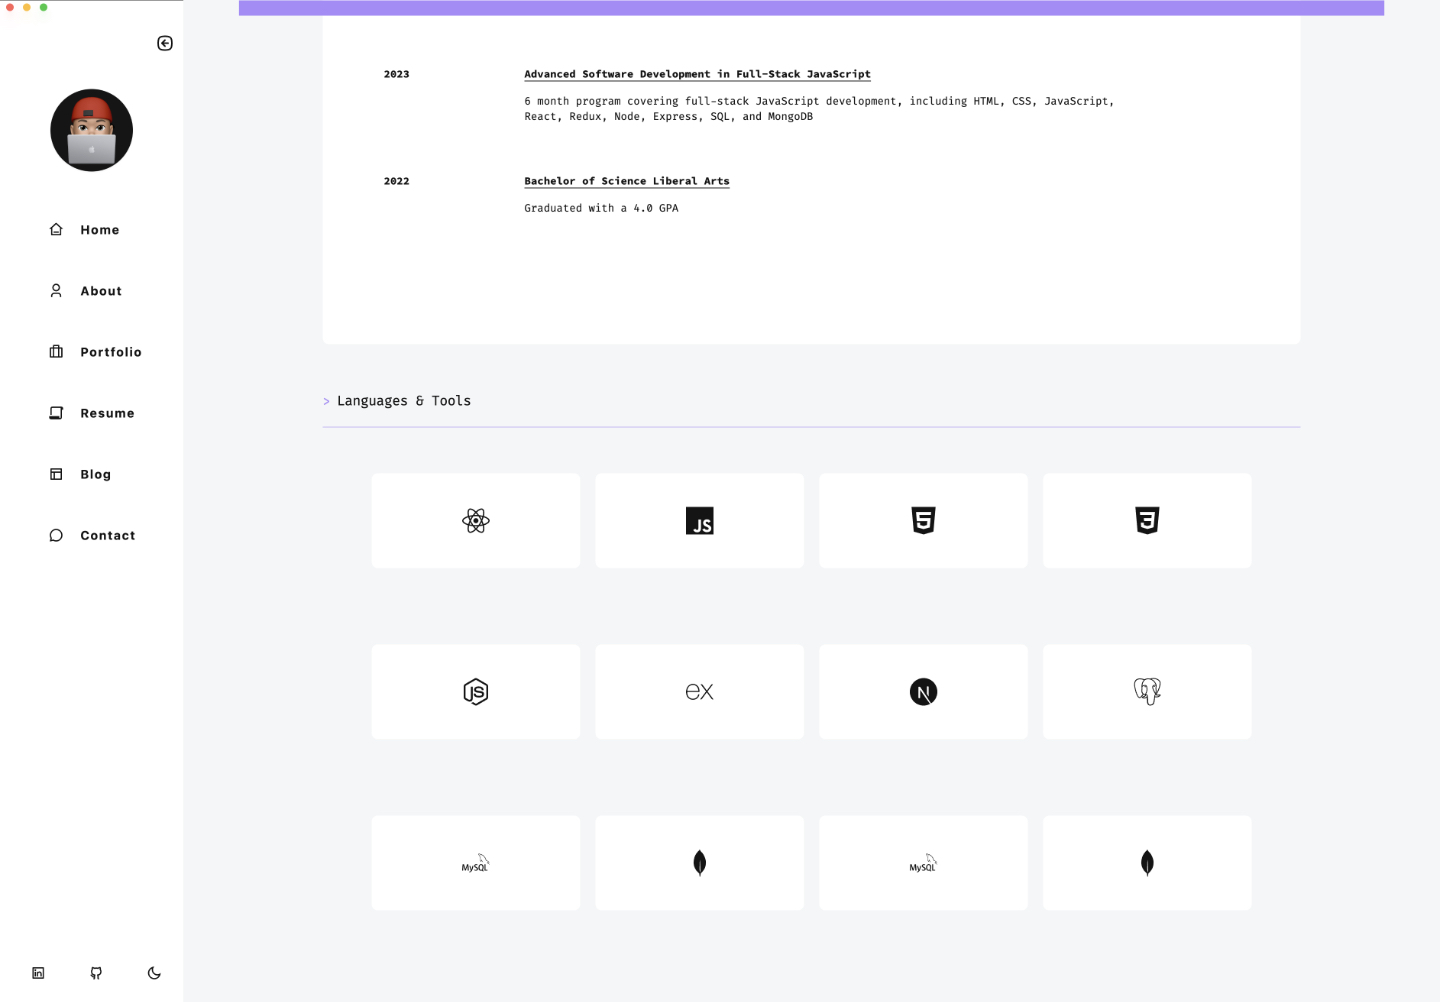 Home
About
Portfolio
Resume
Blog
Contact
2023
Advanced Software Development in Full-Stack JavaScript
6 month program covering full-stack JavaScript development, including HTML, CSS, JavaScript,
React, Redux, Node, Express, SQL, and MongoDB
2022
Bachelor of Science Liberal Arts
Graduated with a 4.0 GPA
> Languages & Tools
JS
5
3
JS
ex
N
MySQL
MySQL
in